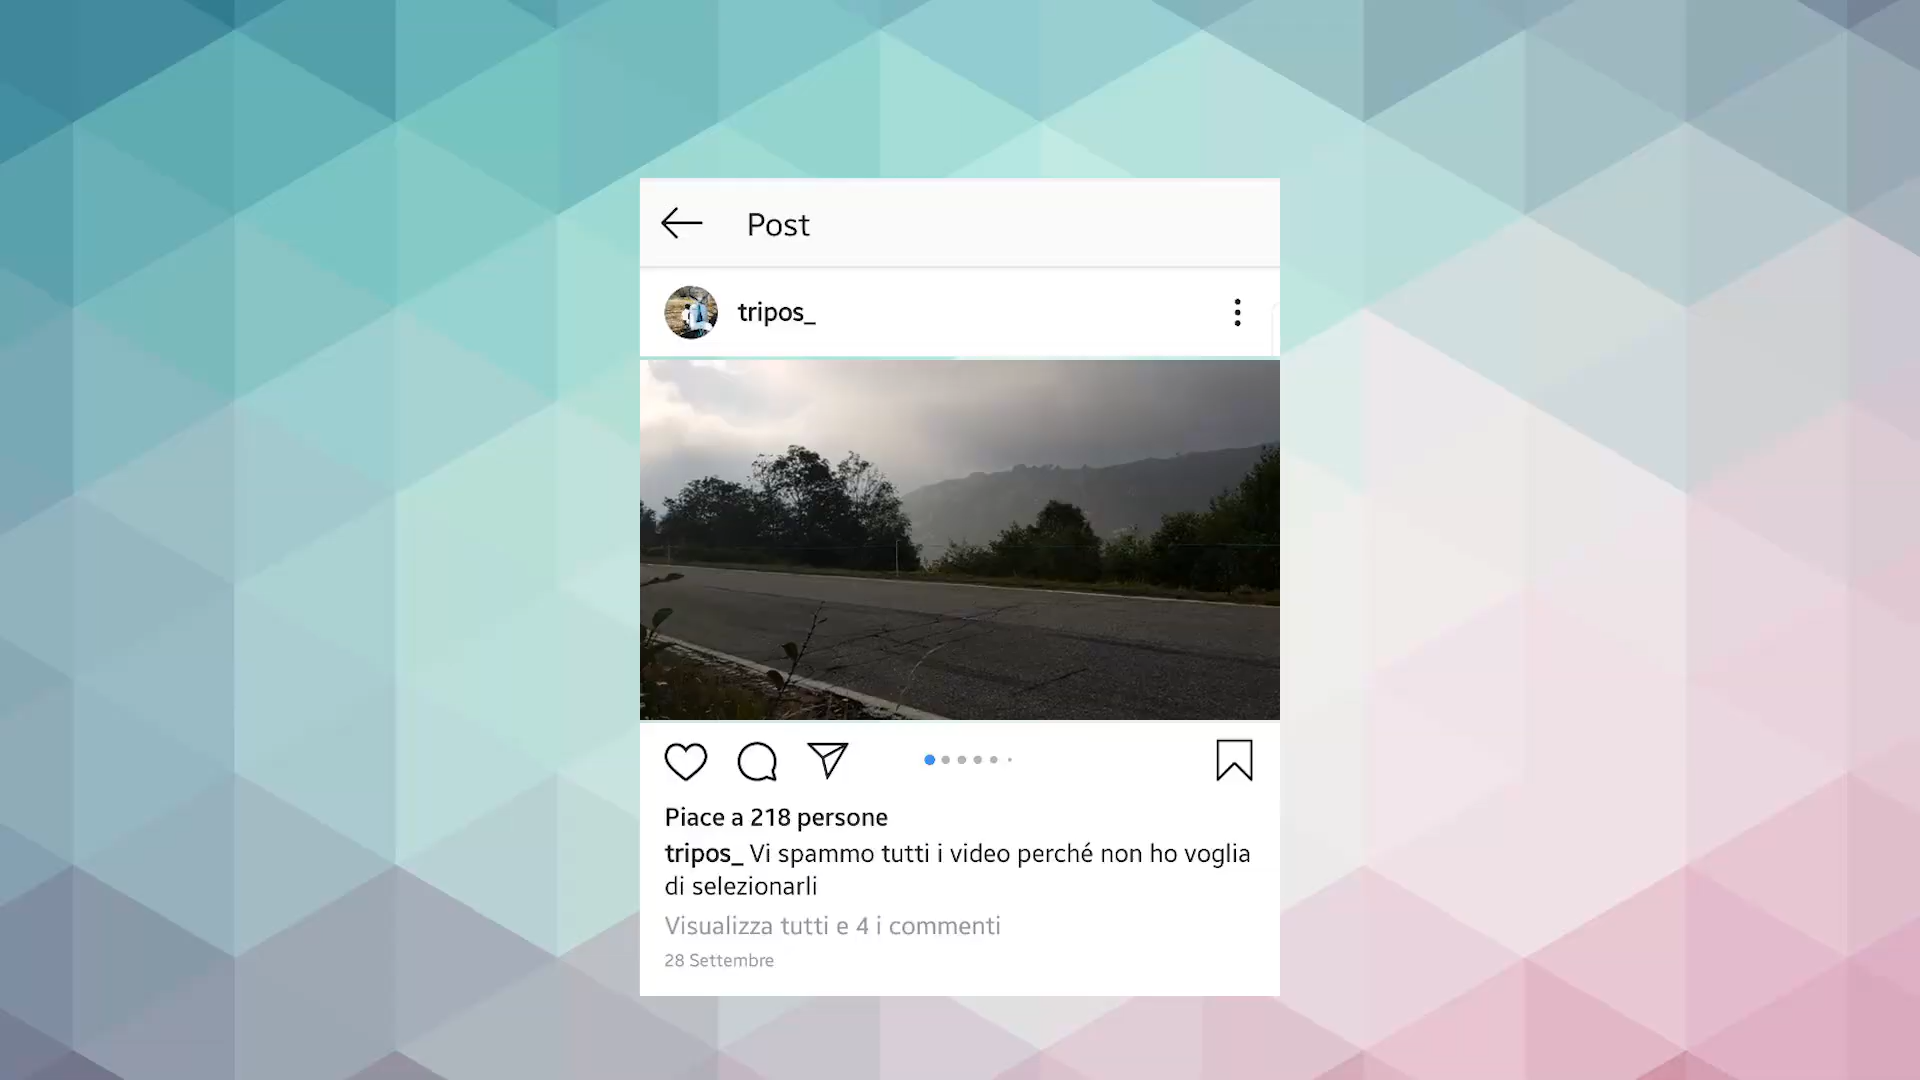 Post
tripos_
Piace a 218 persone
tripos_ Vi spammo tutti i video perché non ho voglia
di selezionarli
Visualizza tutti e 4 i commenti
28 Settembre